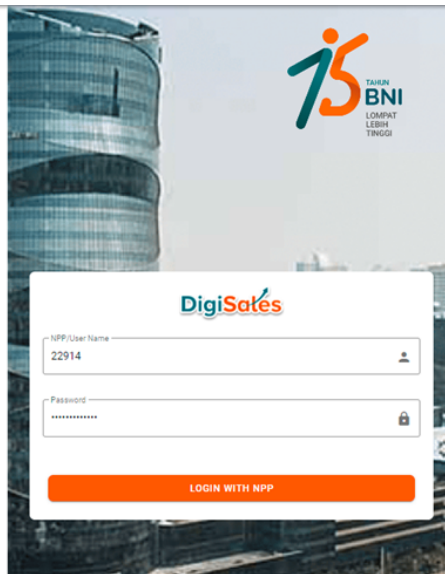 75
TAHUN
BNI
LOMPAT
LEBIH
TINGGI
DigiSales
NPP/User Name
22914
Password
•••••••••••••
LOGIN WITH NPP